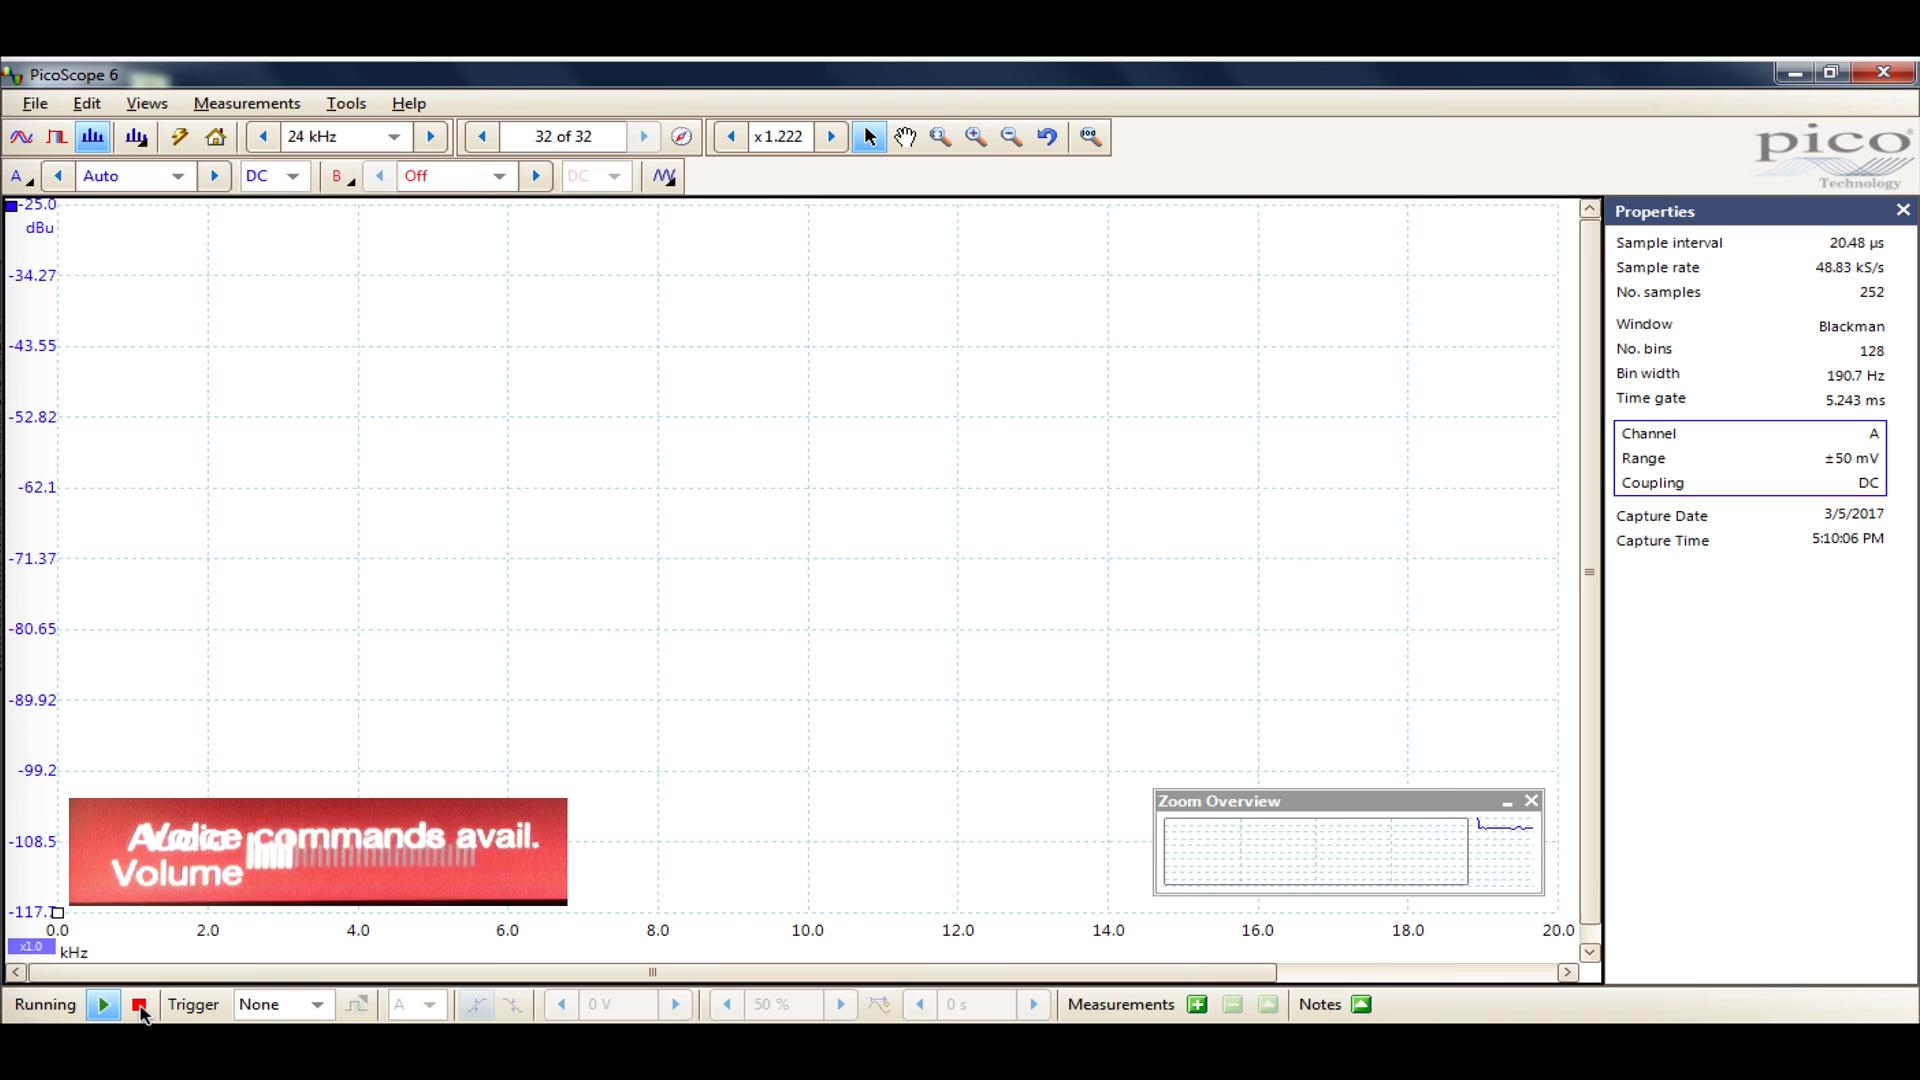 PicoScope 6
File Edit Views Measurements Tools Help
24 kHz 32 of 32 x1.222
pico
Technology
A Auto DC B Off DC
-25.0
dBu
-34.27
-43.55
-52.82
-62.1
-71.37
-80.65
-89.92
-99.2
-108.5
-117.7
0.0 2.0 4.0 6.0 8.0 10.0 12.0 14.0 16.0 18.0 20.0
x1.0
kHz
commands avail.
Volume
Zoom Overview
Properties
Sample interval 20.48 µs
Sample rate 48.83 kS/s
No. samples 252
Window Blackman
No. bins 128
Bin width 190.7 Hz
Time gate 5.243 ms
Channel A
Range ±50 mV
Coupling DC
Capture Date 3/5/2017
Capture Time 5:10:06 PM
Running Trigger None A 0 V 50 % 0 s Measurements Notes